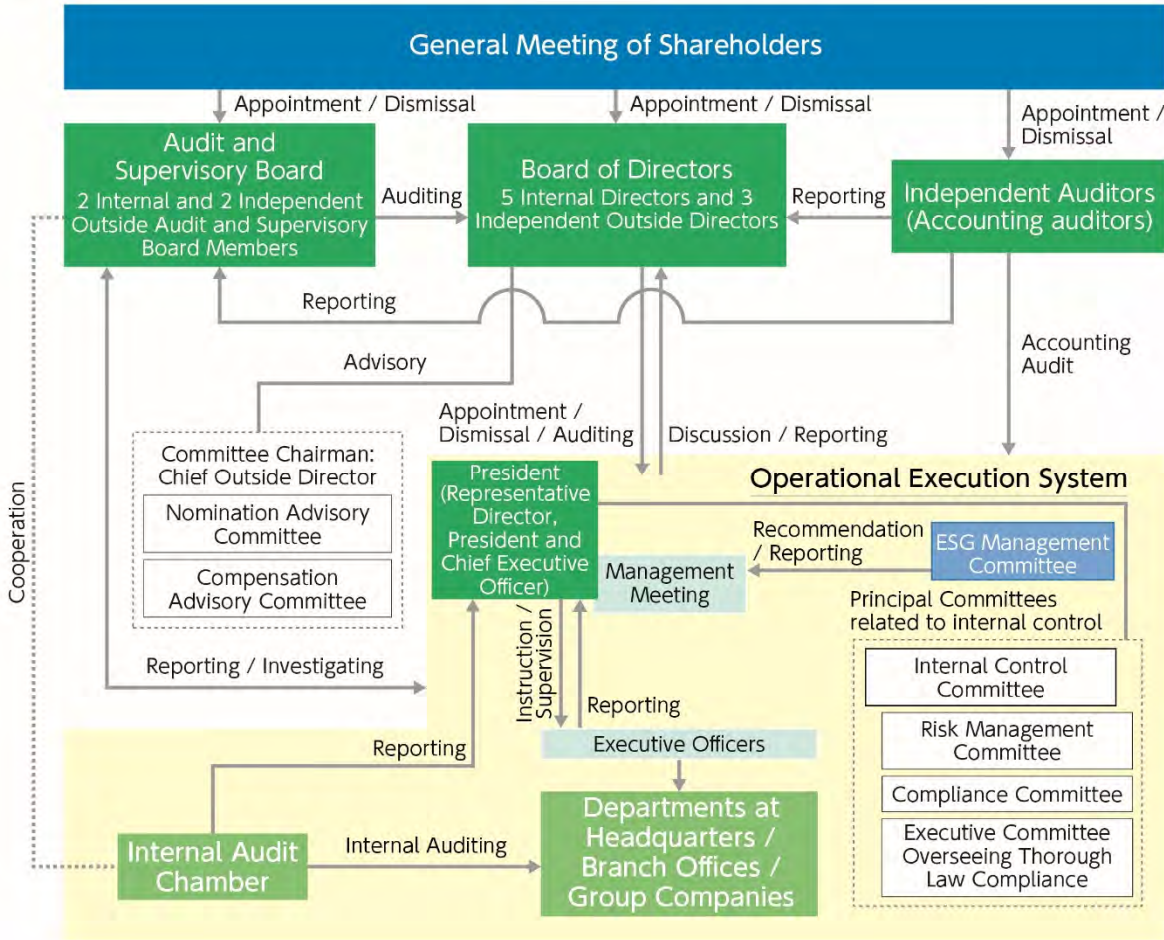 General Meeting of Shareholders
Appointment / Dismissal
Appointment / Dismissal
Appointment /
Dismissal
Audit and
Supervisory Board
2 Internal and 2 Independent
Outside Audit and Supervisory
Board Members
Auditing
Board of Directors
5 Internal Directors and 3
Independent Outside Directors
Reporting
Independent Auditors
(Accounting auditors)
Reporting
Advisory
Accounting
Audit
Appointment /
Dismissal / Auditing
Discussion / Reporting
Cooperation
Committee Chairman:
Chief Outside Director
Nomination Advisory
Committee
Compensation
Advisory Committee
Reporting / Investigating
Operational Execution System
President
(Representative
Director,
President and
Chief Executive
Officer)
Management
Meeting
Recommendation
/ Reporting
ESG Management
Committee
Principal Committees
related to internal control
Internal Control
Committee
Risk Management
Committee
Compliance Committee
Executive Committee
Overseeing Thorough
Law Compliance
Instruction /
Supervision
Reporting
Reporting
Executive Officers
Internal Audit
Chamber
Internal Auditing
Departments at
Headquarters /
Branch Offices /
Group Companies